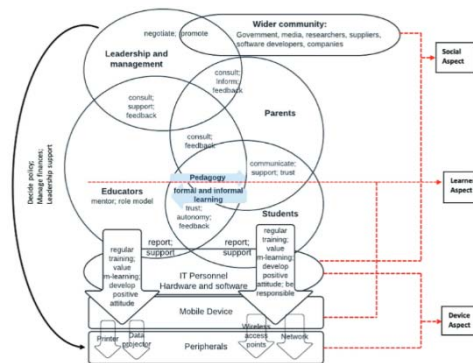 Wider community:
Government, media, researchers, suppliers,
software developers, companies
negotiate; promote
Leadership and
management
Social
Aspect
consult;
inform;
feedback
consult;
support;
feedback
Parents
consult;
feedback
Decide policy;
Manage finances;
Leadership support
Pedagogy
communicate;
support; trust
Educators
mentor; role model
formal and informal
learning
Learner
Aspect
trust;
autonomy;
feedback
Students
regular
training;
value
m-learning;
develop
positive
attitude
report;
support
report;
support
regular
training;
value
m-learning;
develop
positive
attitude; be
responsible
IT Personnel
Hardware and software
Mobile Device
Device
Aspect
Printer
Data
projector
Wireless
access
points
Network
Peripherals